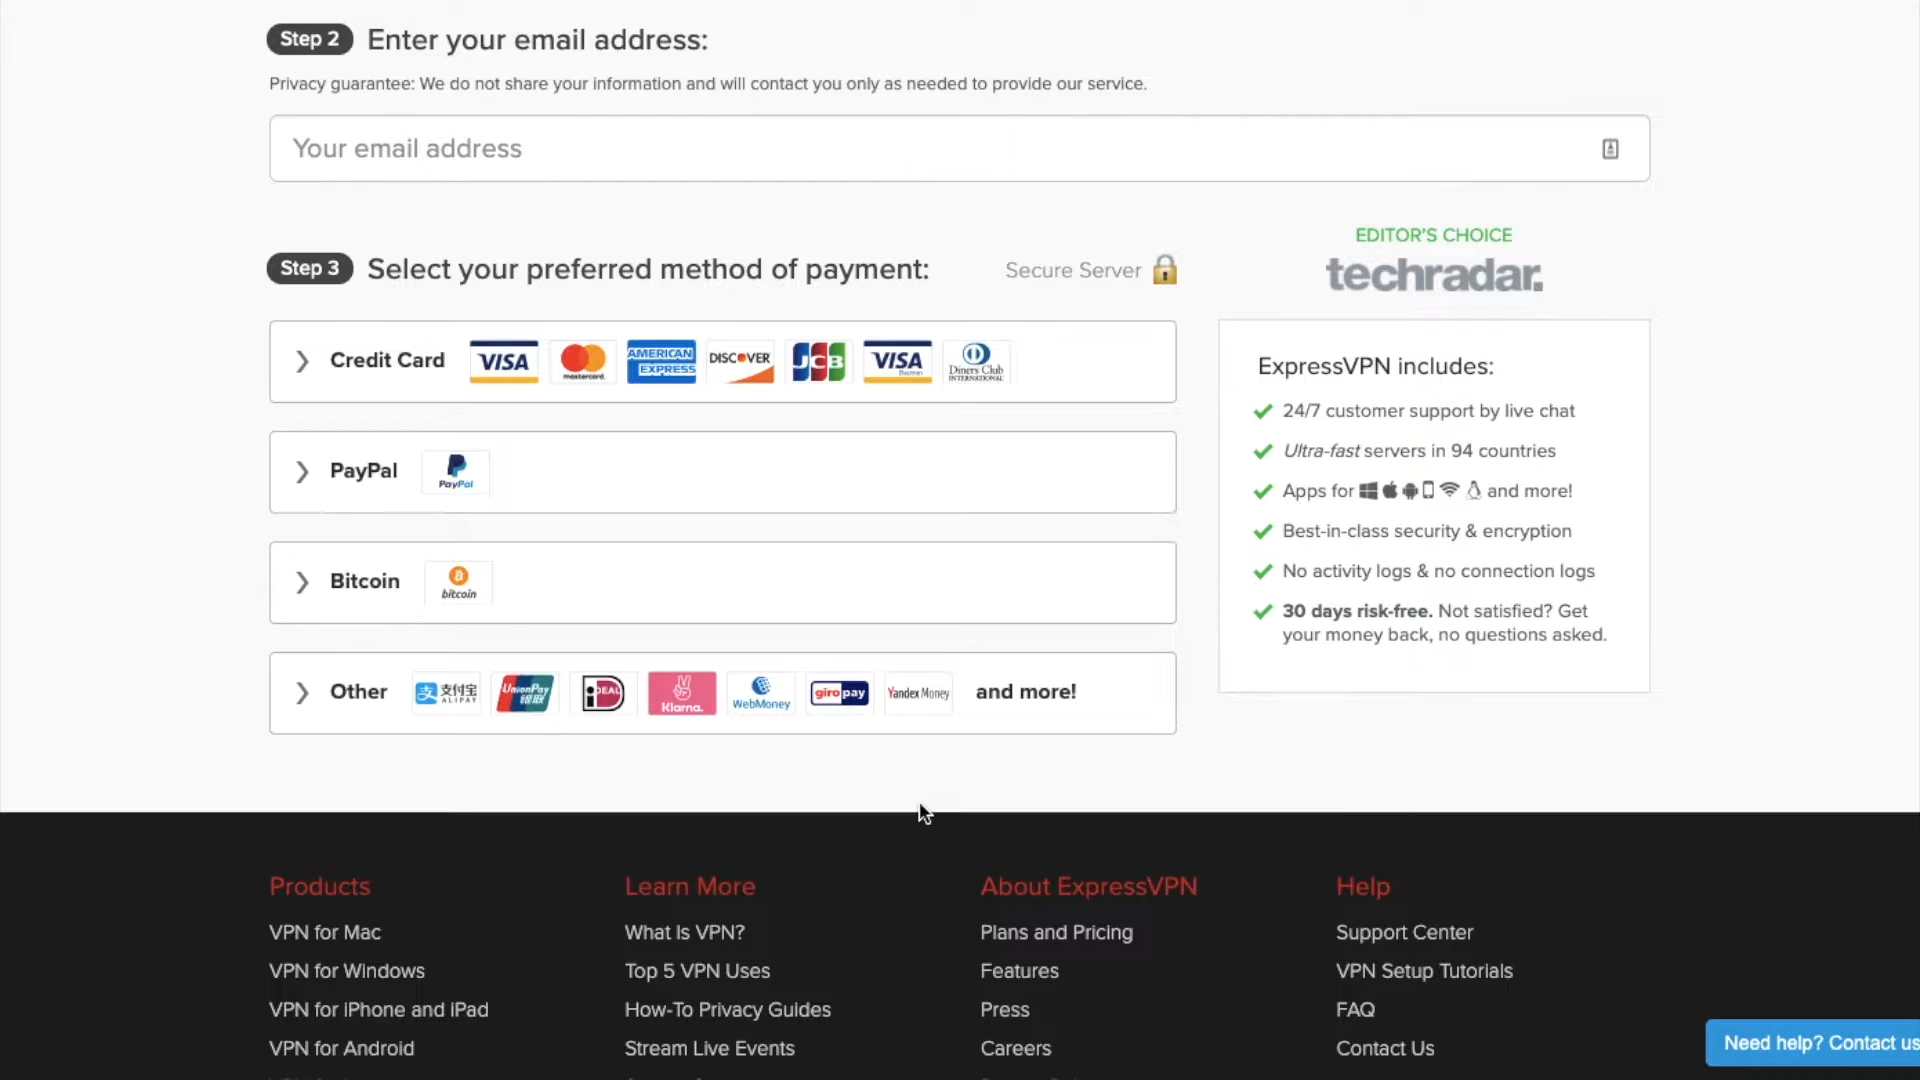 Step 2 Enter your email address:
Privacy guarantee: We do not share your information and will contact you only as needed to provide our service.
Your email address
Step 3 Select your preferred method of payment:
Secure Server
Credit Card VISA mastercard. AMERICAN EXPRESS DISCOVER JCB VISA Electron Diners Club INTERNATIONAL
PayPal PayPal
Bitcoin bitcoin
Other 支付宝 ALIPAY UnionPay 银联 iDEAL Klarna. WebMoney giropay Yandex Money and more!
EDITOR'S CHOICE
techradar.
ExpressVPN includes:
24/7 customer support by live chat
Ultra-fast servers in 94 countries
Apps for and more!
Best-in-class security & encryption
No activity logs & no connection logs
30 days risk-free. Not satisfied? Get
your money back, no questions asked.
Products
VPN for Mac
VPN for Windows
VPN for iPhone and iPad
VPN for Android
Learn More
What Is VPN?
Top 5 VPN Uses
How-To Privacy Guides
Stream Live Events
About ExpressVPN
Plans and Pricing
Features
Press
Careers
Help
Support Center
VPN Setup Tutorials
FAQ
Contact Us
Need help? Contact us